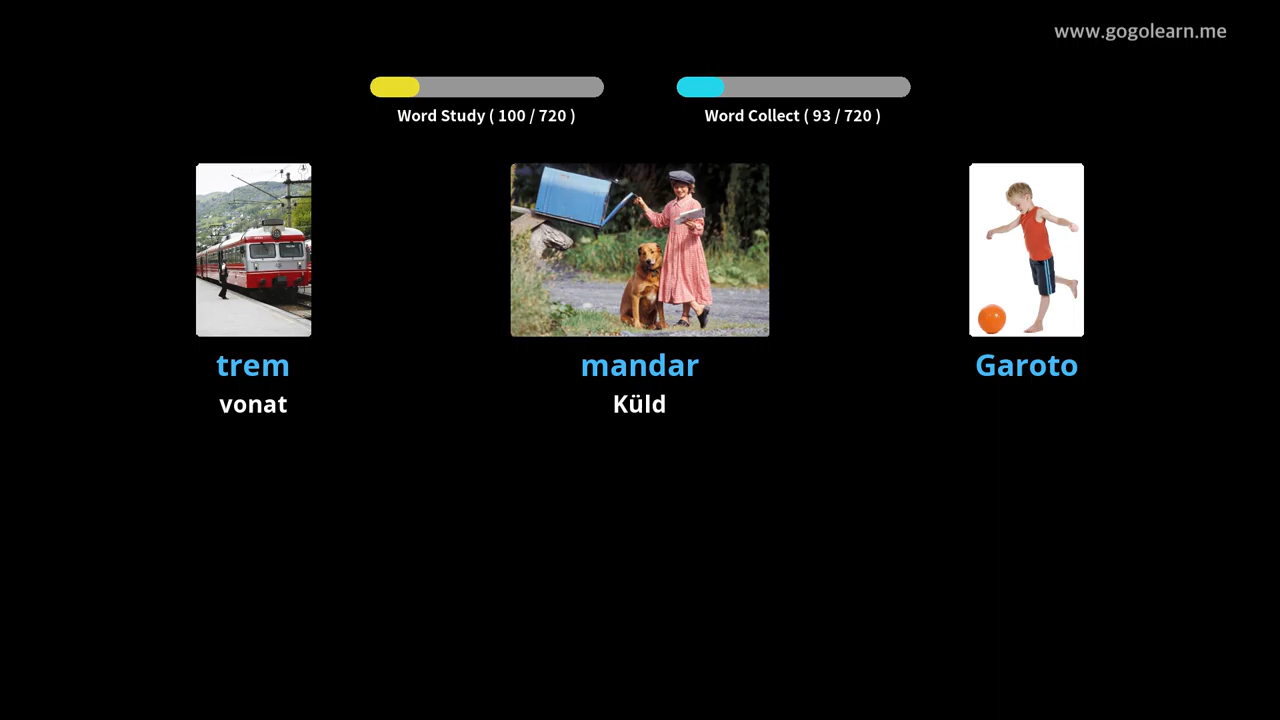 www.gogolearn.me
Word Study ( 100 / 720 )
Word Collect ( 93 / 720 )
trem
mandar
Garoto
vonat
Küld